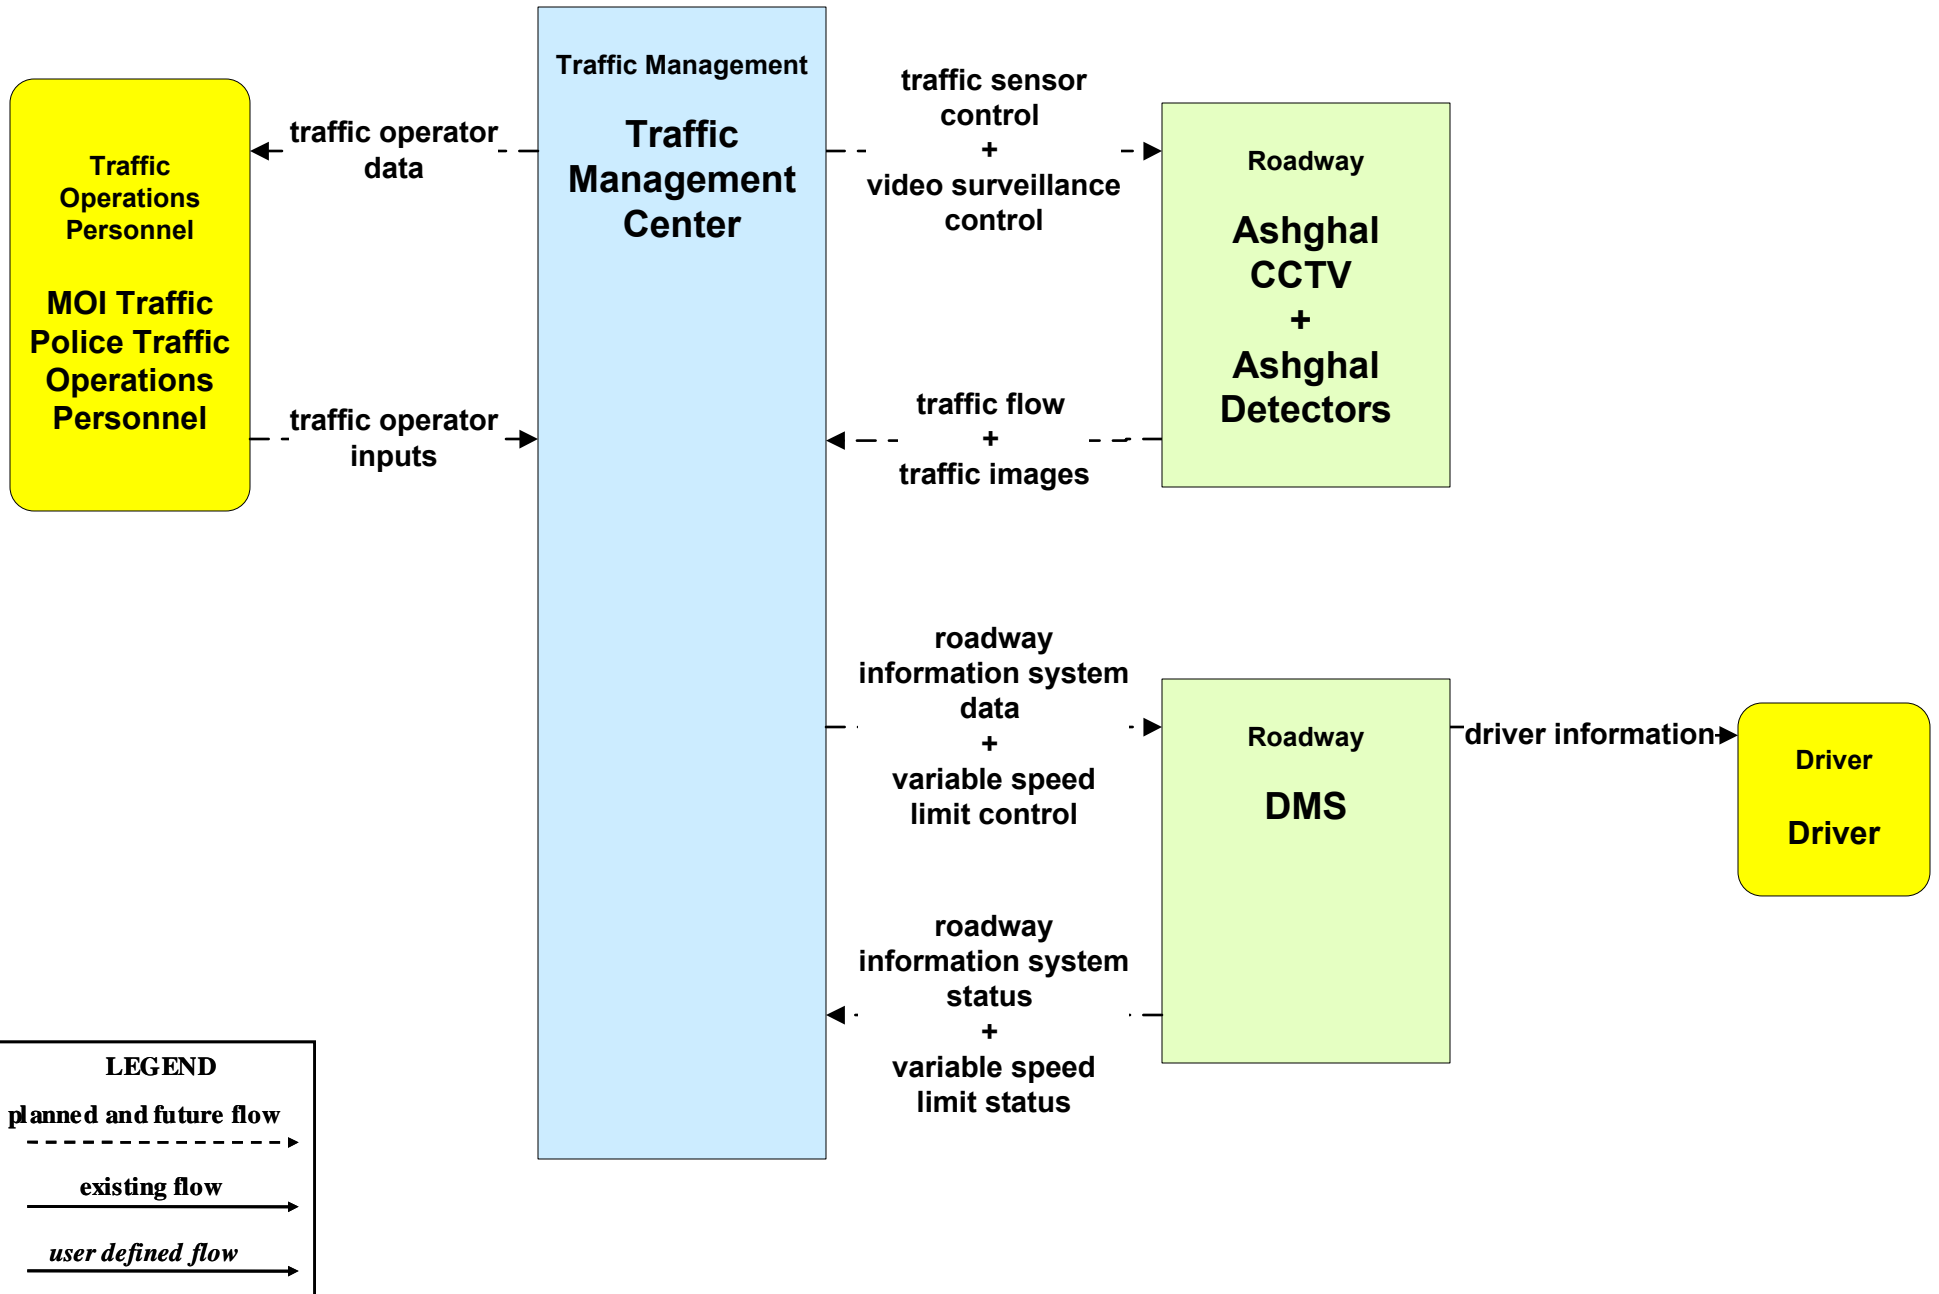 Traffic Management
Traffic
Management
Center
Traffic
Operations
Personnel
MOI Traffic
Police Traffic
Operations
Personnel
traffic operator
data
traffic operator
inputs
traffic sensor
control
+
video surveillance
control
Roadway
Ashghal
CCTV
+
Ashghal
Detectors
traffic flow
+
traffic images
roadway
information system
data
+
variable speed
limit control
Roadway
DMS
driver information
Driver
Driver
roadway
information system
status
+
variable speed
limit status
LEGEND
planned and future flow
existing flow
user defined flow